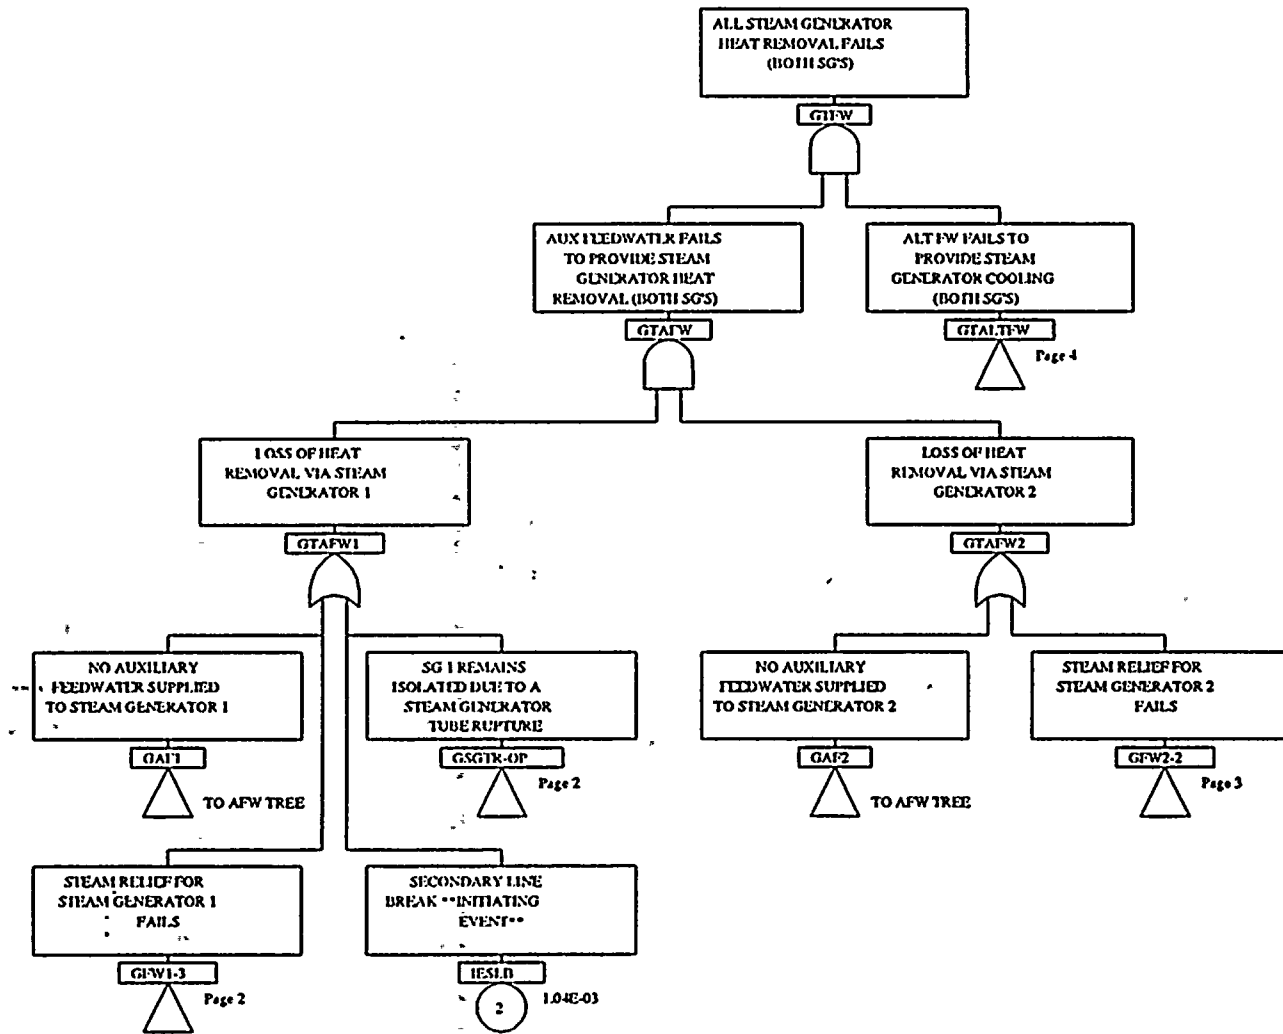 ALL STEAM GENERATOR
HEAT REMOVAL FAILS
(BOTH SG'S)
GTFW
AUX FEEDWATER FAILS
TO PROVIDE STEAM
GENERATOR HEAT
REMOVAL (BOTH SG'S)
GTAFW
ALT FW FAILS TO
PROVIDE STEAM
GENERATOR COOLING
(BOTH SG'S)
GTALTFW
Page 4
LOSS OF HEAT
REMOVAL VIA STEAM
GENERATOR 1
GTAFW1
LOSS OF HEAT
REMOVAL VIA STEAM
GENERATOR 2
GTAFW2
NO AUXILIARY
FEEDWATER SUPPLIED
TO STEAM GENERATOR 1
GAF1
TO AFW TREE
SG 1 REMAINS
ISOLATED DUE TO A
STEAM GENERATOR
TUBE RUPTURE
GSGTR-OP
Page 2
NO AUXILIARY
FEEDWATER SUPPLIED
TO STEAM GENERATOR 2
GAF2
TO AFW TREE
STEAM RELIEF FOR
STEAM GENERATOR 2
FAILS
GFW2-2
Page 3
STEAM RELIEF FOR
STEAM GENERATOR 1
FAILS
GFW1-3
Page 2
SECONDARY LINE
BREAK **INITIATING
EVENT**
IESLB
2
1.04E-03